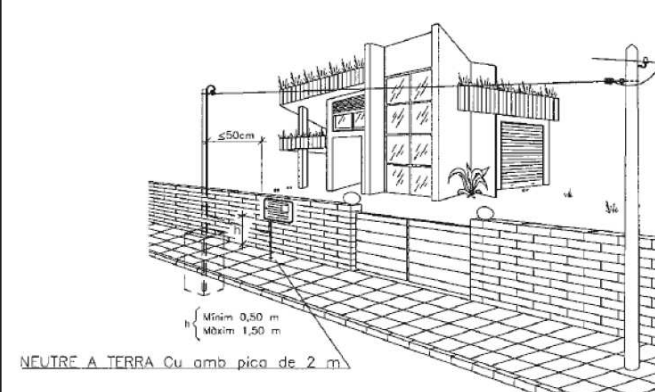 ≤50cm
h
h { Mínim 0,50 m
Màxim 1,50 m
NEUTRE A TERRA Cu amb pica de 2 m